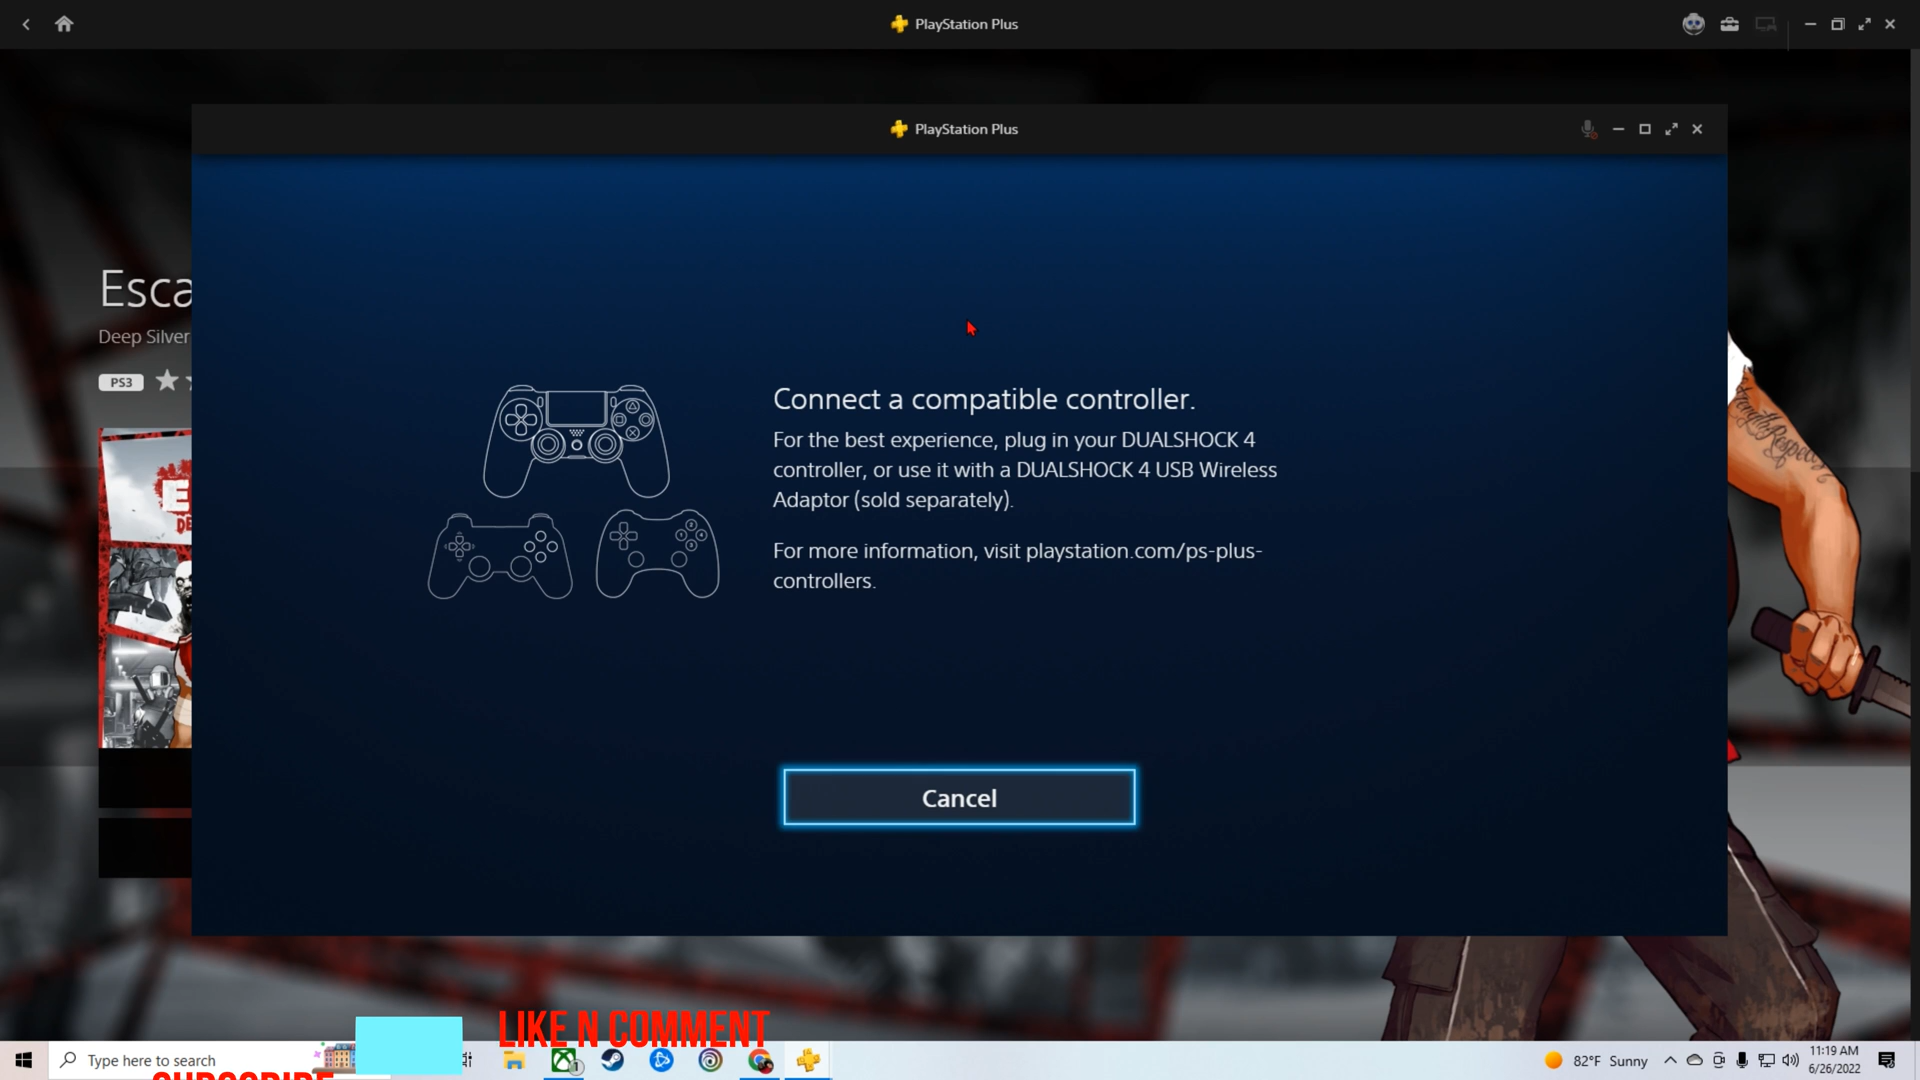 PlayStation Plus
PlayStation Plus
Esca
Deep Silver
PS3
Connect a compatible controller.
For the best experience, plug in your DUALSHOCK 4
controller, or use it with a DUALSHOCK 4 USB Wireless
Adaptor (sold separately).
For more information, visit playstation.com/ps-plus-
controllers.
Cancel
LIKE N COMMENT
Type here to search
SUBSCRIBE
1
82°F Sunny
11:19 AM
6/26/2022